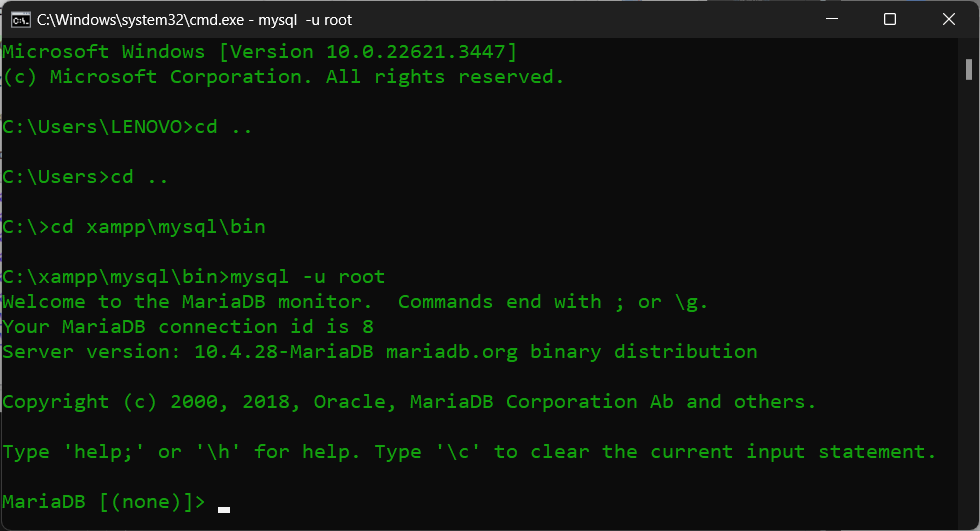 C:\Windows\system32\cmd.exe - mysql  -u root
Microsoft Windows [Version 10.0.22621.3447]
(c) Microsoft Corporation. All rights reserved.
C:\Users\LENOVO>cd ..
C:\Users>cd ..
C:\>cd xampp\mysql\bin
C:\xampp\mysql\bin>mysql -u root
Welcome to the MariaDB monitor.  Commands end with ; or \g.
Your MariaDB connection id is 8
Server version: 10.4.28-MariaDB mariadb.org binary distribution
Copyright (c) 2000, 2018, Oracle, MariaDB Corporation Ab and others.
Type 'help;' or '\h' for help. Type '\c' to clear the current input statement.
MariaDB [(none)]>